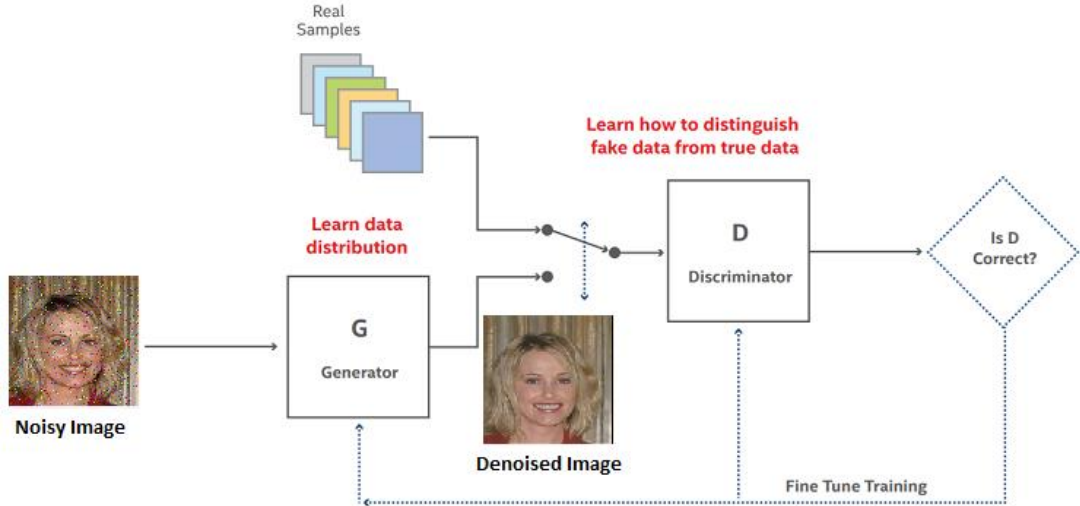 Real
Samples
Learn how to distinguish
fake data from true data
Learn data
distribution
D
Discriminator
Is D
Correct?
G
Generator
Noisy Image
Denoised Image
Fine Tune Training